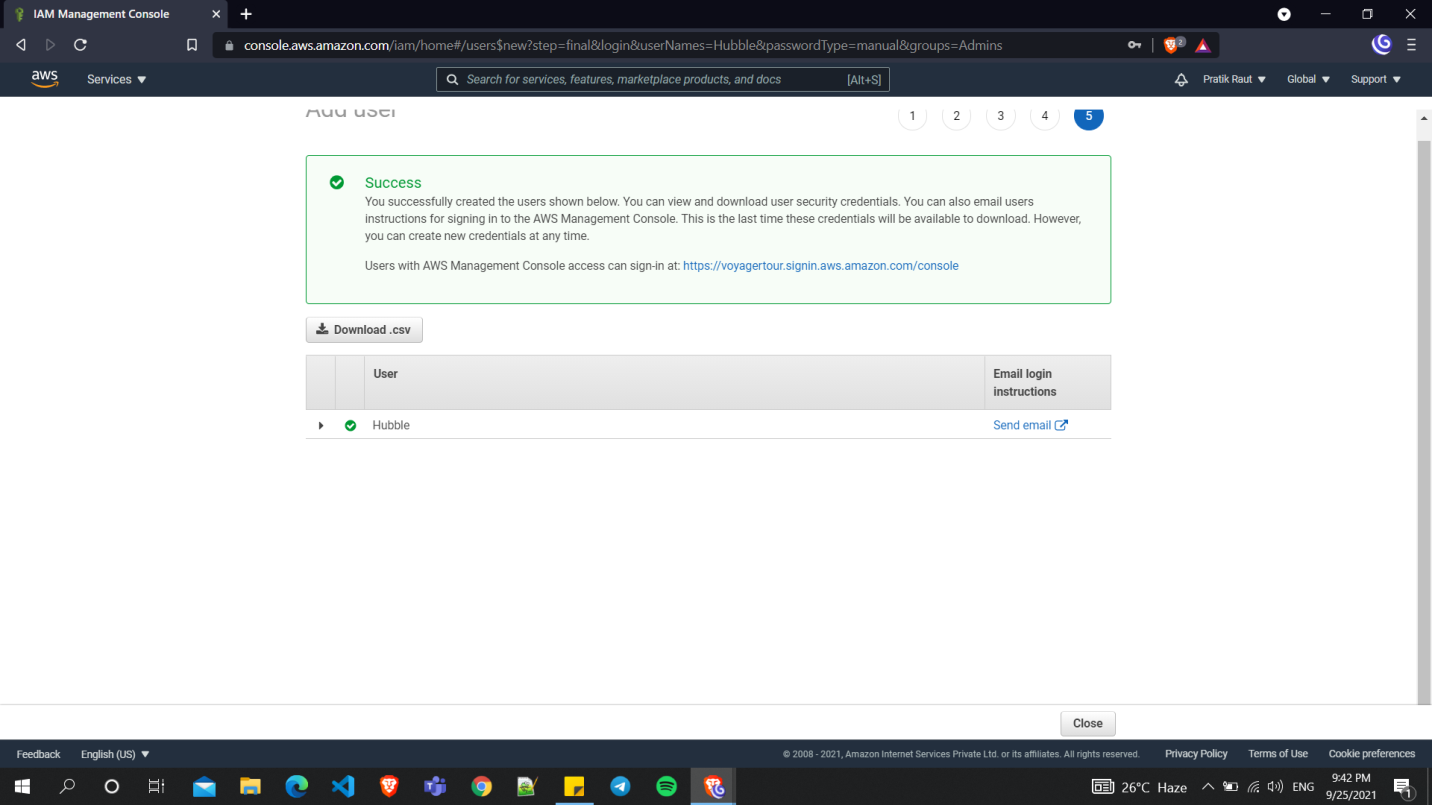 IAM Management Console
console.aws.amazon.com/iam/home#/users$new?step=final&login&userNames=Hubble&passwordType=manual&groups=Admins
2
aws
Services
Search for services, features, marketplace products, and docs
[Alt+S]
Pratik Raut
Global
Support
Add user
1
2
3
4
5
Success
You successfully created the users shown below. You can view and download user security credentials. You can also email users
instructions for signing in to the AWS Management Console. This is the last time these credentials will be available to download. However,
you can create new credentials at any time.
Users with AWS Management Console access can sign-in at: https://voyagertour.signin.aws.amazon.com/console
Download .csv
User
Email login
instructions
Hubble
Send email
Close
Feedback
English (US)
© 2008 - 2021, Amazon Internet Services Private Ltd. or its affiliates. All rights reserved.
Privacy Policy
Terms of Use
Cookie preferences
26°C Haze
ENG
9:42 PM
9/25/2021
1